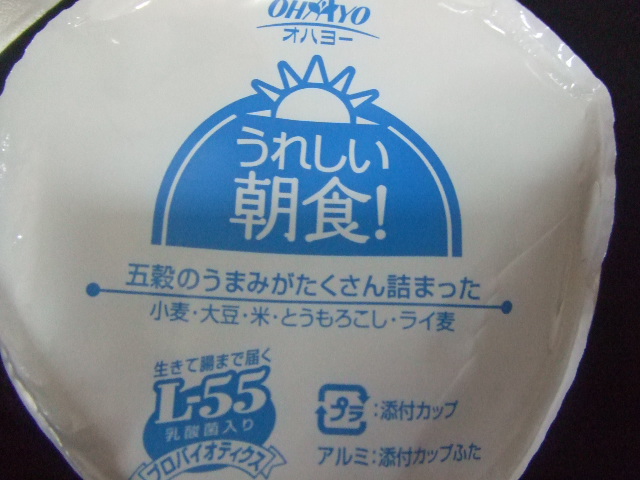 OHAYO
オハヨー
うれしい
朝食!
五穀のうまみがたくさん詰まった
小麦・大豆・米・とうもろこし・ライ麦
生きて腸まで届く
L-55
乳酸菌入り
プロバイオティクス
プラ:添付カップ
アルミ:添付カップふた